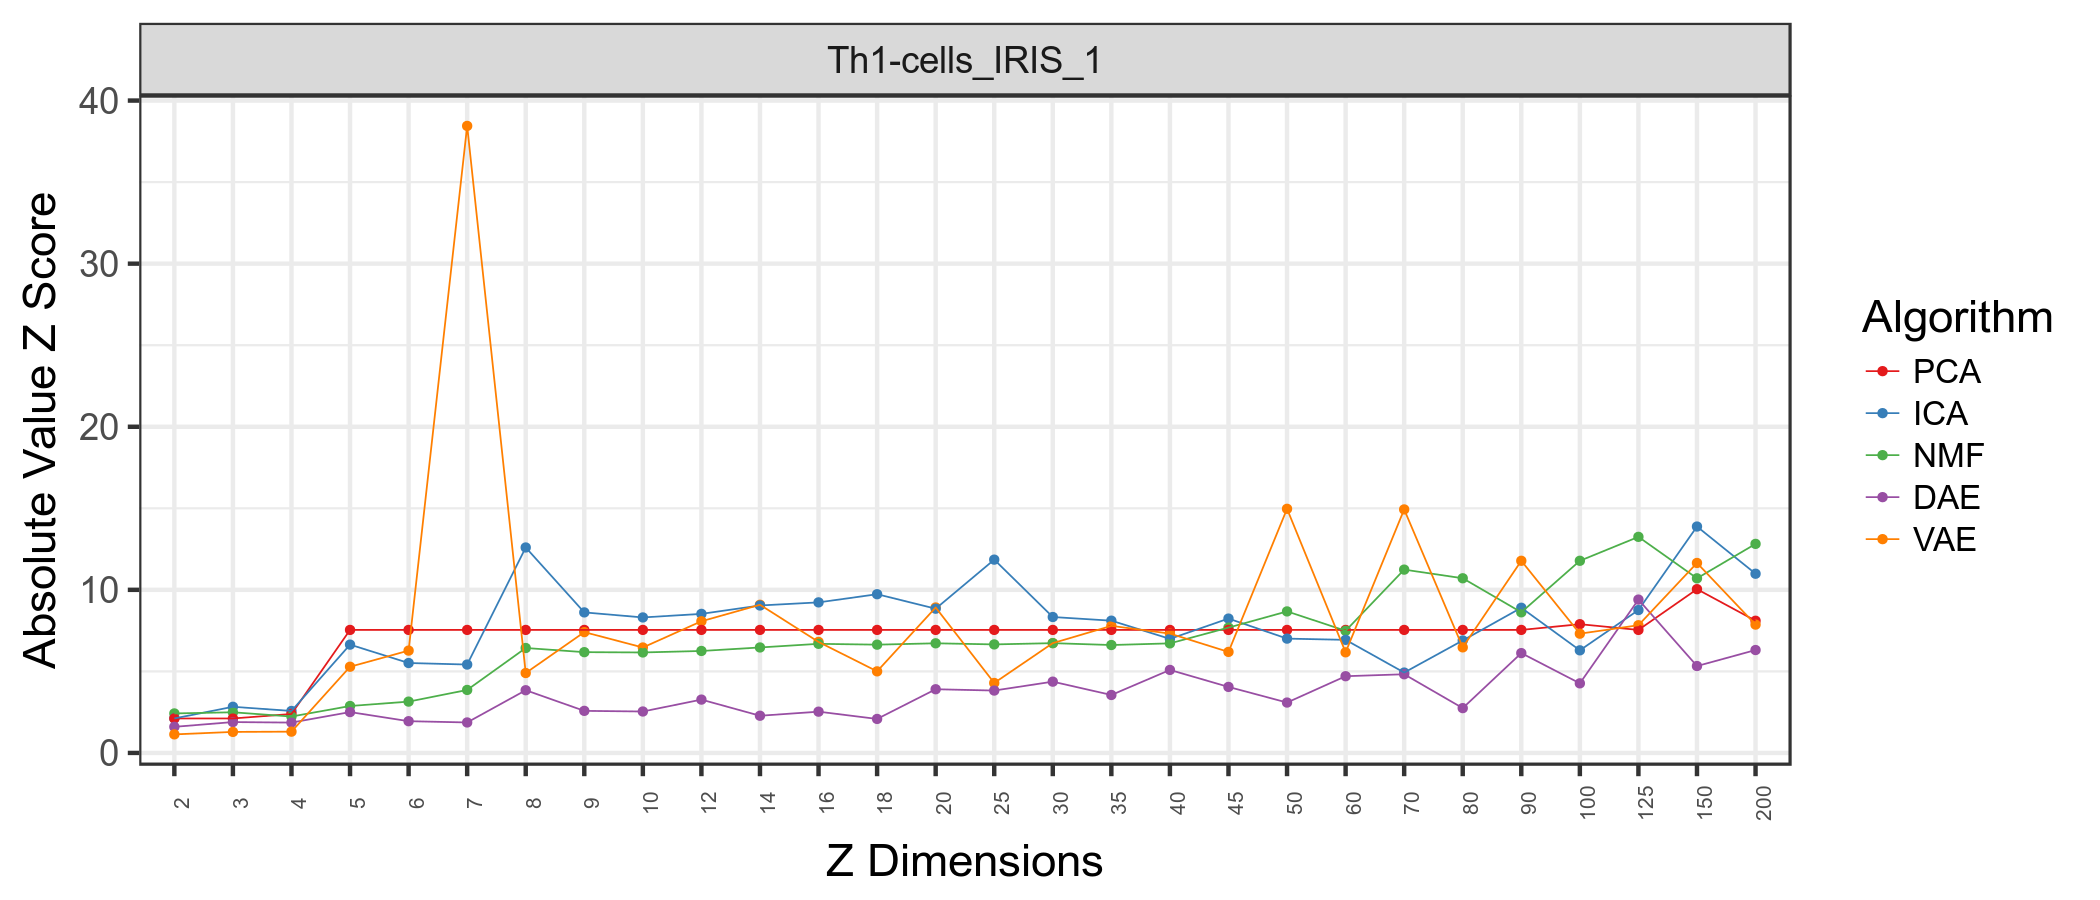 Th1-cells_IRIS_1
Absolute Value Z Score
40
30
20
10
0
2 3 4 5 6 7 8 9 10 12 14 16 18 20 25 30 35 40 45 50 60 70 80 90 100 125 150 200
Z Dimensions
Algorithm
PCA
ICA
NMF
DAE
VAE